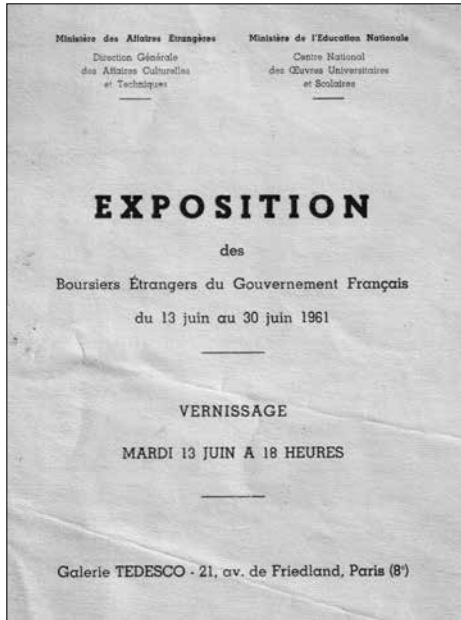 Ministère des Affaires Étrangères
Direction Générale
des Affaires Culturelles
et Techniques
Ministère de l'Education Nationale
Centre National
des Œuvres Universitaires
et Scolaires
EXPOSITION
des
Boursiers Étrangers du Gouvernement Français
du 13 juin au 30 juin 1961
VERNISSAGE
MARDI 13 JUIN A 18 HEURES
Galerie TEDESCO - 21, av. de Friedland, Paris (8ᵉ)